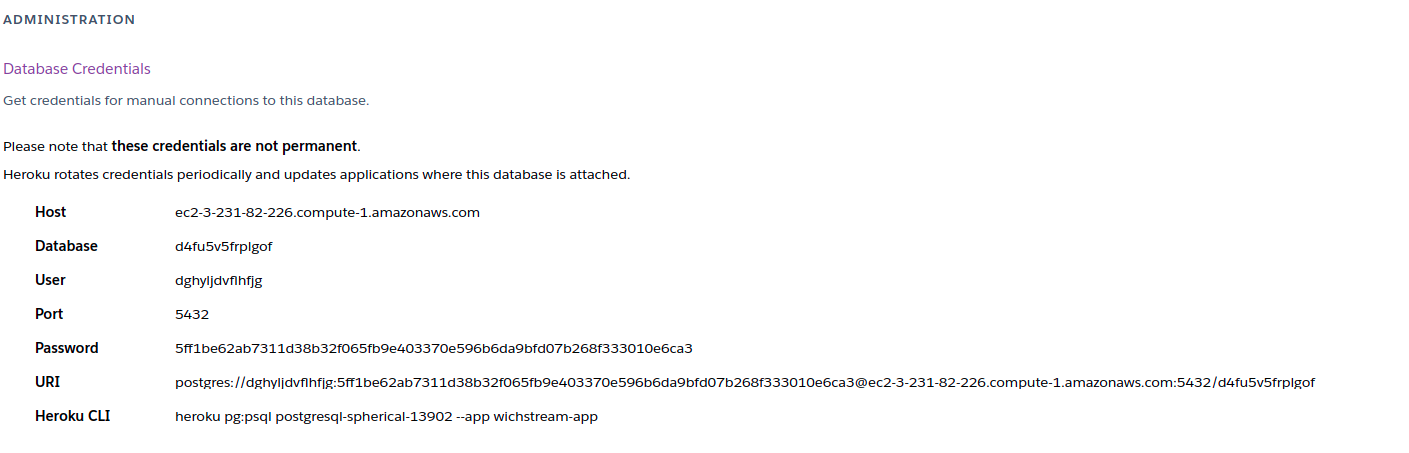 ADMINISTRATION
Database Credentials
Get credentials for manual connections to this database.
Please note that these credentials are not permanent.
Heroku rotates credentials periodically and updates applications where this database is attached.
Host ec2-3-231-82-226.compute-1.amazonaws.com
Database d4fu5v5frplgof
User dghyljdvflhfjg
Port 5432
Password 5ff1be62ab7311d38b32f065fb9e403370e596b6da9bfd07b268f333010e6ca3
URI postgres://dghyljdvflhfjg:5ff1be62ab7311d38b32f065fb9e403370e596b6da9bfd07b268f333010e6ca3@ec2-3-231-82-226.compute-1.amazonaws.com:5432/d4fu5v5frplgof
Heroku CLI heroku pg:psql postgresql-spherical-13902 --app wichstream-app